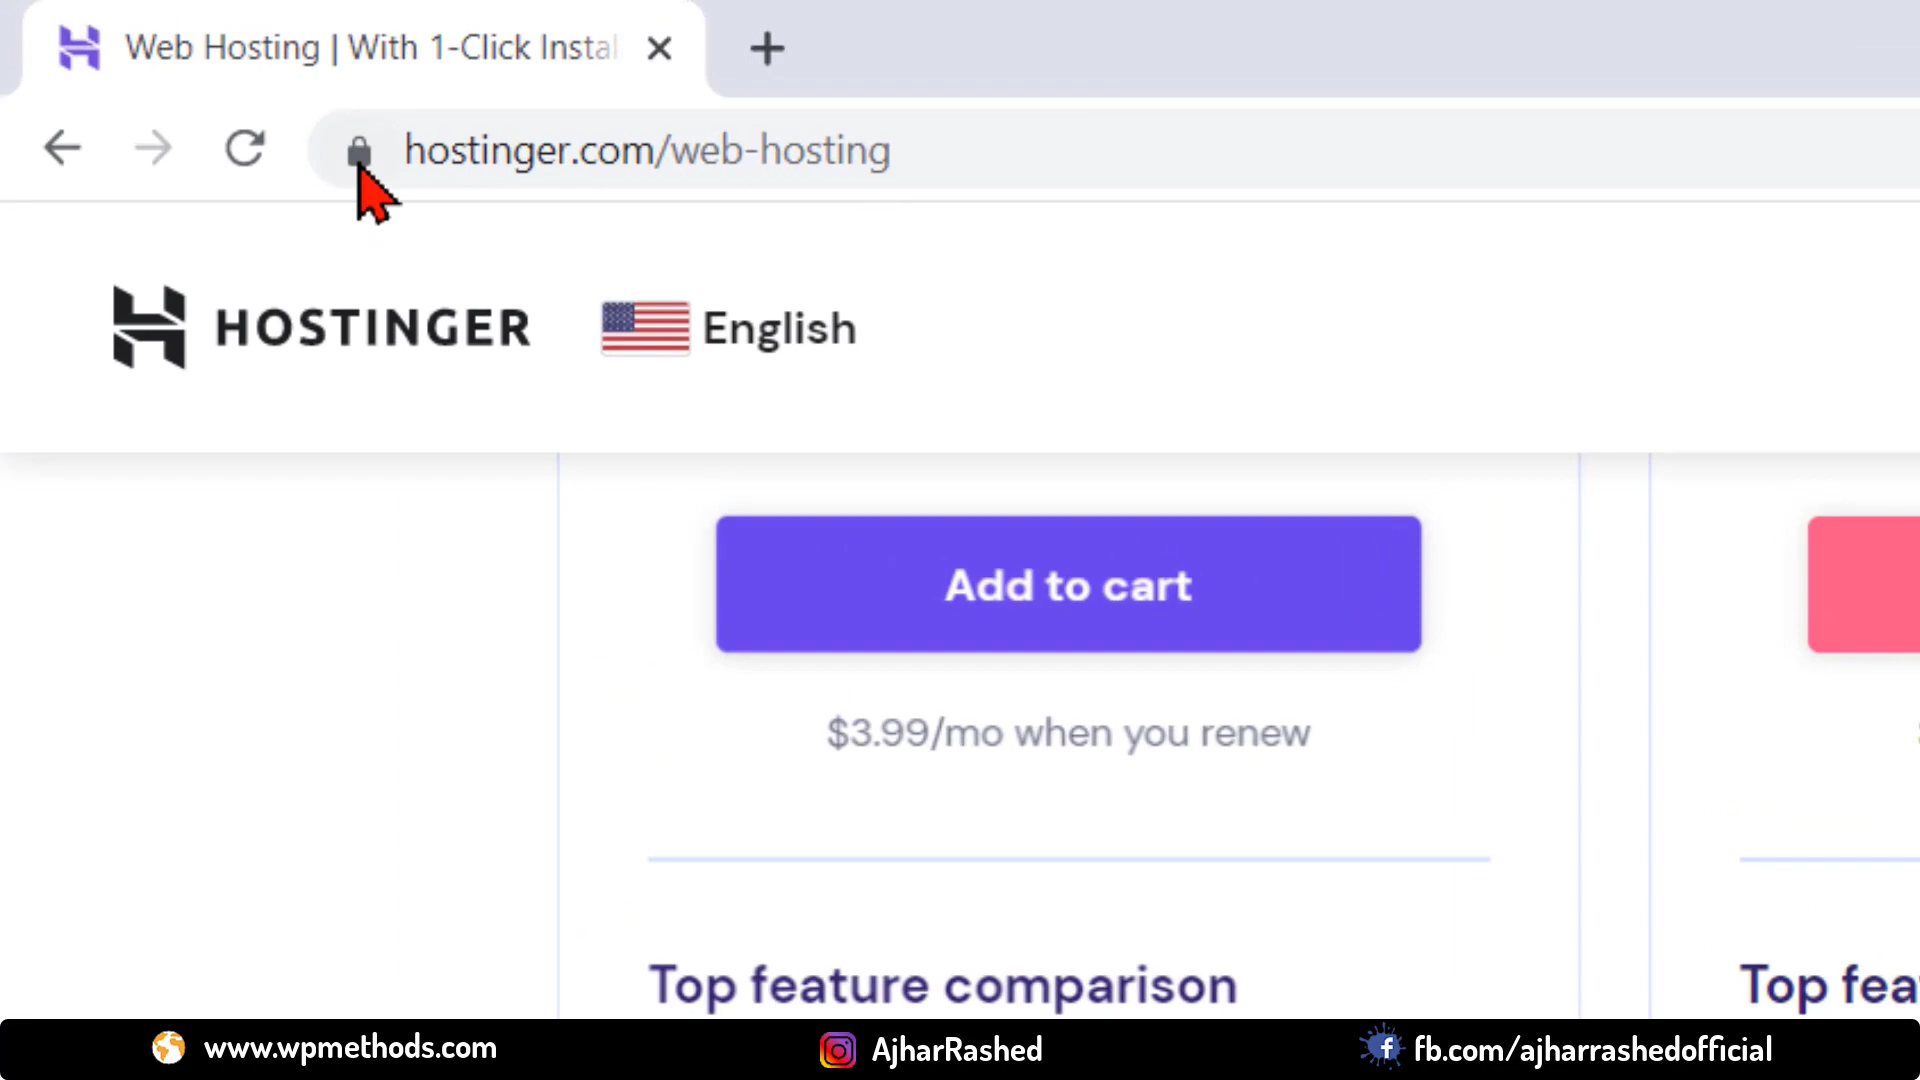 Web Hosting | With 1-Click Instal
hostinger.com/web-hosting
HOSTINGER English
Add to cart
$3.99/mo when you renew
Top feature comparison
Top fea
www.wpmethods.com
AjharRashed
fb.com/ajharrashedofficial